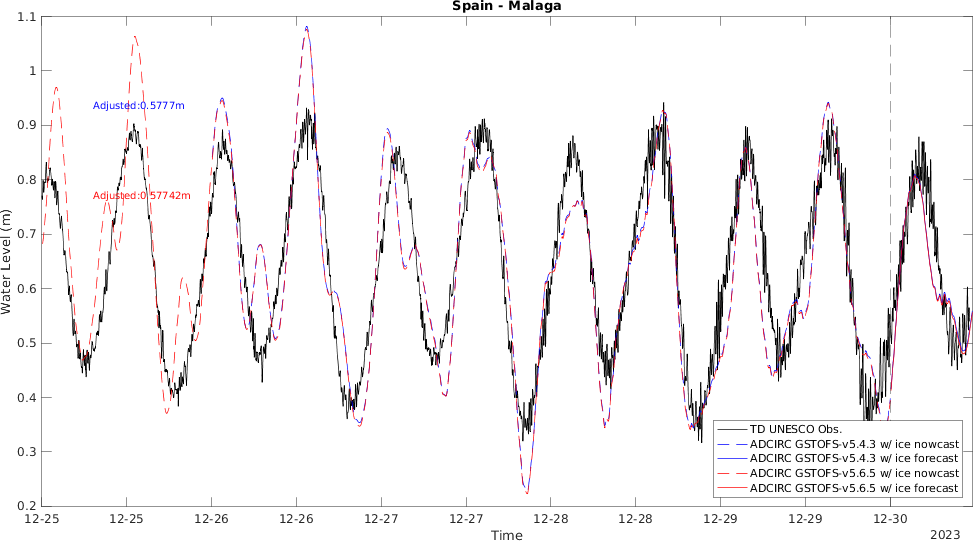 Spain - Malaga
1.1
1
0.9
0.8
0.7
0.6
0.5
0.4
0.3
0.2
Water Level (m)
Adjusted:0.5777m
Adjusted:0.57742m
TD UNESCO Obs.
ADCIRC GSTOFS-v5.4.3 w/ ice nowcast
ADCIRC GSTOFS-v5.4.3 w/ ice forecast
ADCIRC GSTOFS-v5.6.5 w/ ice nowcast
ADCIRC GSTOFS-v5.6.5 w/ ice forecast
12-25 12-25 12-26 12-26 12-27 12-27 12-28 12-28 12-29 12-29 12-30
Time
2023